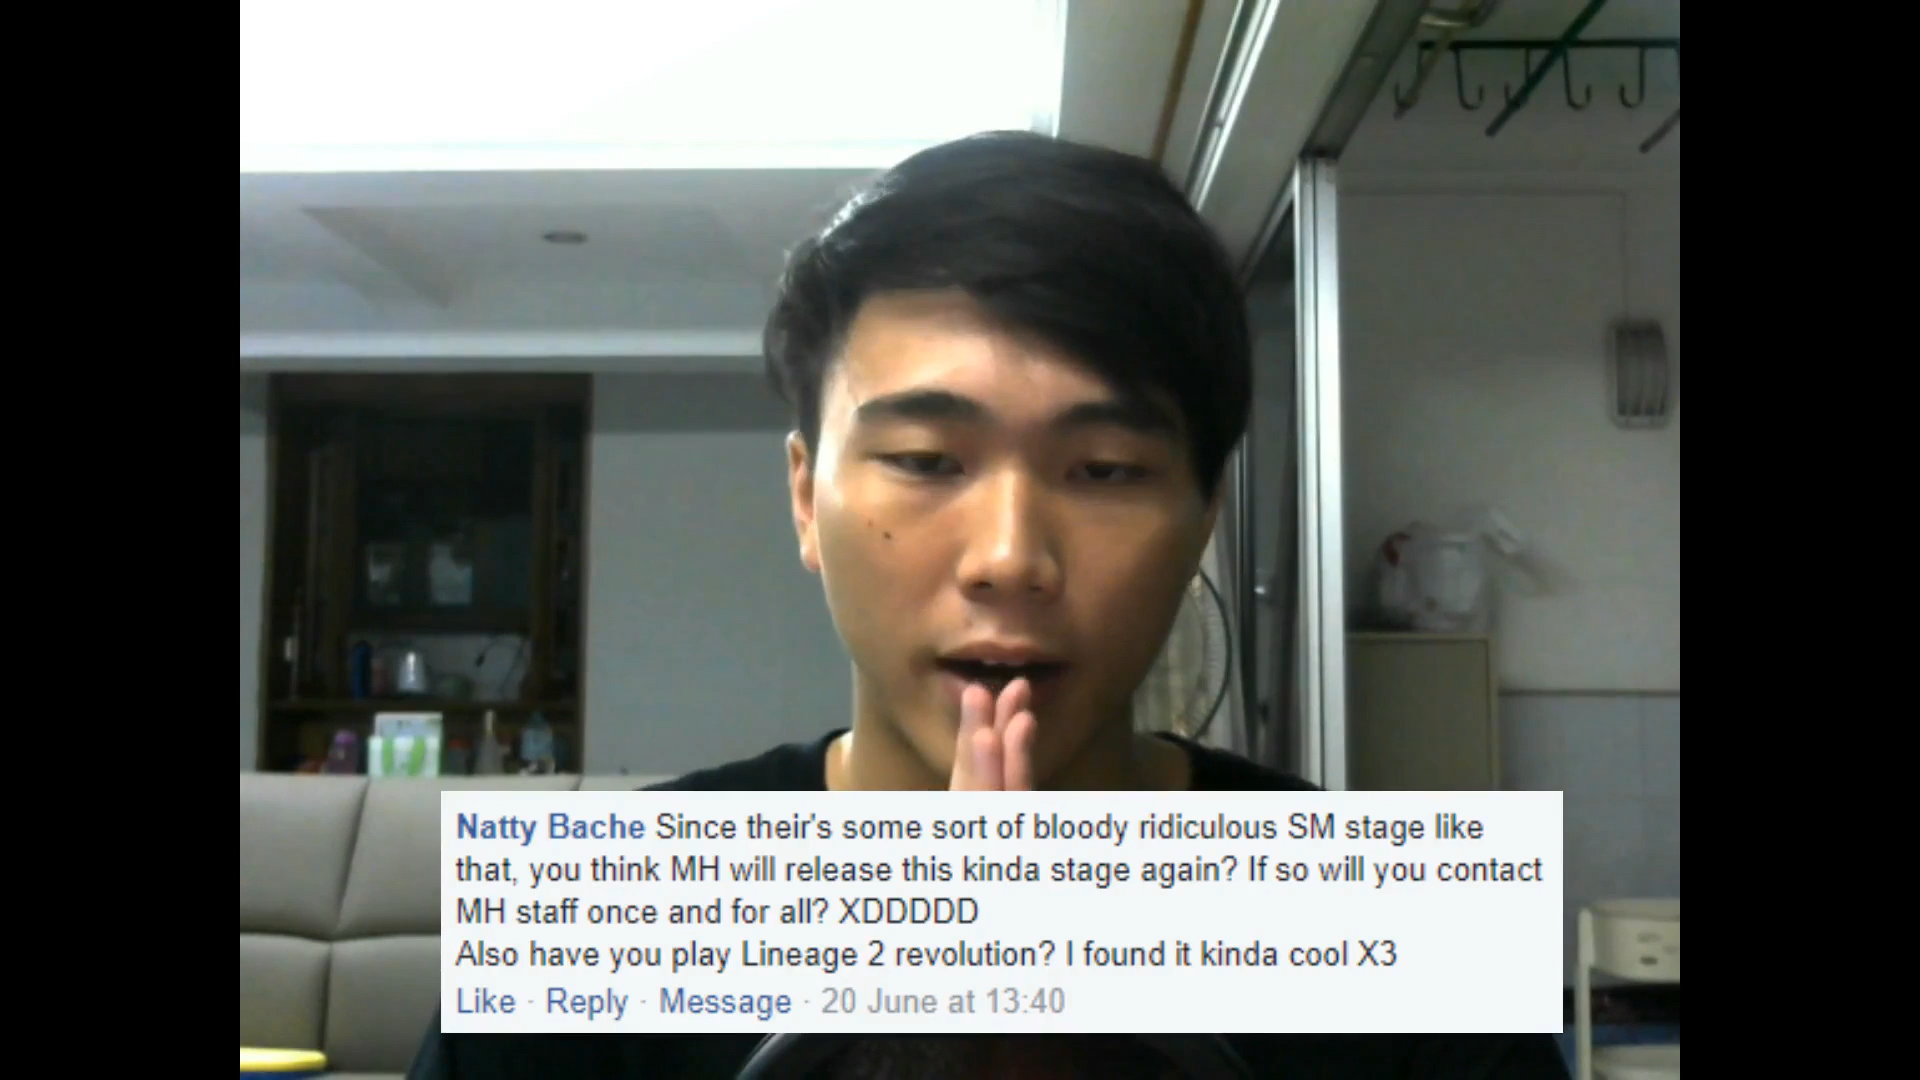 Natty Bache Since their's some sort of bloody ridiculous SM stage like
that, you think MH will release this kinda stage again? If so will you contact
MH staff once and for all? XDDDDD
Also have you play Lineage 2 revolution? I found it kinda cool X3
Like · Reply · Message · 20 June at 13:40